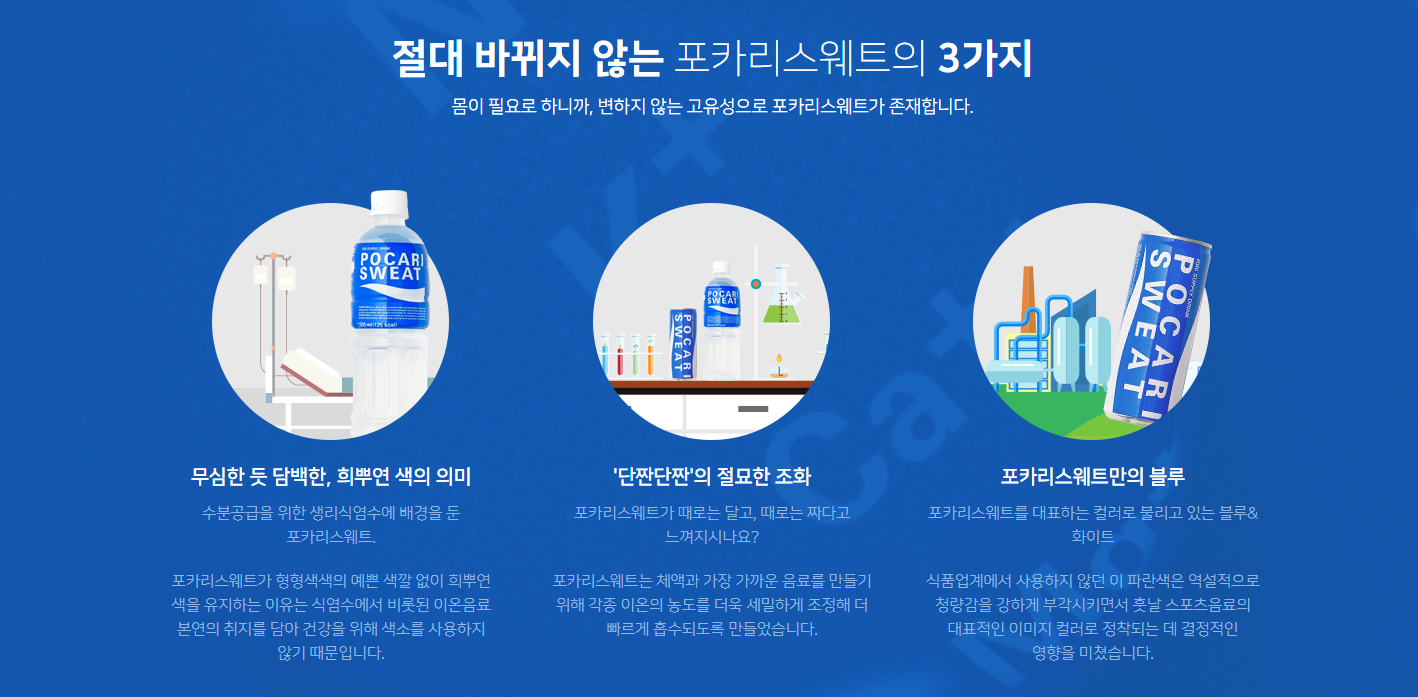 절대 바뀌지 않는 포카리스웨트의 3가지
몸이 필요로 하니까, 변하지 않는 고유성으로 포카리스웨트가 존재합니다.
K+
Ca+
ION SUPPLY DRINK
POCARI
SWEAT
500 ml (125 kcal)
POCARI
SWEAT
POCARI
SWEAT
ION SUPPLY DRINK
POCARI
SWEAT
무심한 듯 담백한, 희뿌연 색의 의미
수분공급을 위한 생리식염수에 배경을 둔
포카리스웨트.
포카리스웨트가 형형색색의 예쁜 색깔 없이 희뿌연
색을 유지하는 이유는 식염수에서 비롯된 이온음료
본연의 취지를 담아 건강을 위해 색소를 사용하지
않기 때문입니다.
'단짠단짠'의 절묘한 조화
포카리스웨트가 때로는 달고, 때로는 짜다고
느껴지시나요?
포카리스웨트는 체액과 가장 가까운 음료를 만들기
위해 각종 이온의 농도를 더욱 세밀하게 조정해 더
빠르게 흡수되도록 만들었습니다.
포카리스웨트만의 블루
포카리스웨트를 대표하는 컬러로 불리고 있는 블루&
화이트
식품업계에서 사용하지 않던 이 파란색은 역설적으로
청량감을 강하게 부각시키면서 훗날 스포츠음료의
대표적인 이미지 컬러로 정착되는 데 결정적인
영향을 미쳤습니다.